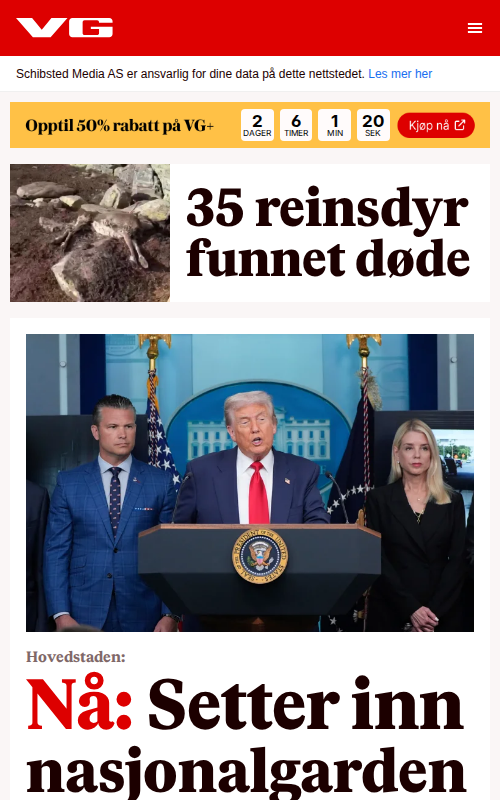 VG
Schibsted Media AS er ansvarlig for dine data på dette nettstedet. Les mer her
Opptil 50% rabatt på VG+
2 6 1 20
DAGER TIMER MIN SEK
Kjøp nå
35 reinsdyr
funnet døde
Hovedstaden:
Nå: Setter inn
nasjonalgarden